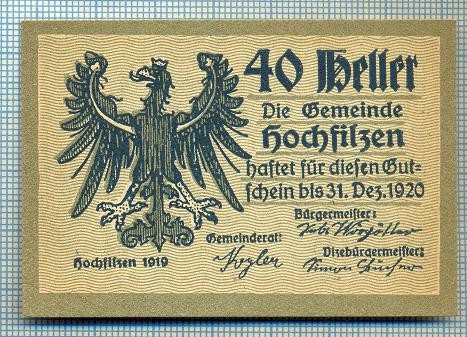 40 Heller
Die Gemeinde
Hochfilzen
haftet für diesen Gut=
schein bis 31. Dez. 1920
Bürgermeister:
Gemeinderat:
Vizebürgermeister:
Hochfilzen 1919